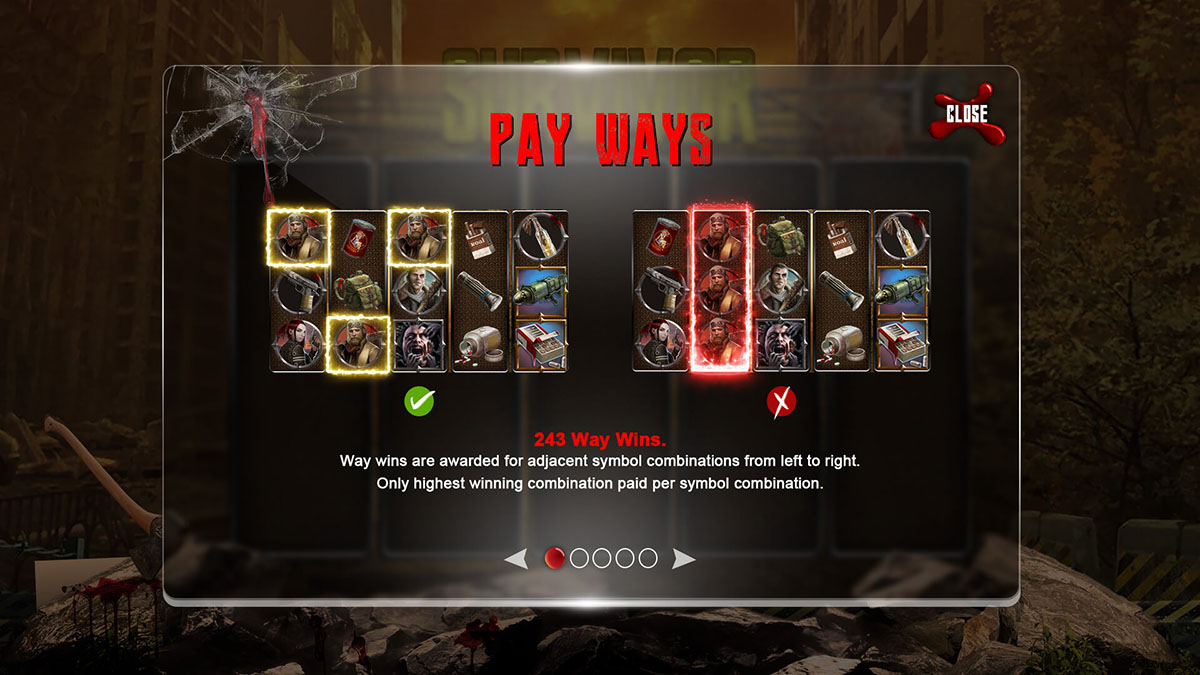 SURVIVOR
PAY WAYS
CLOSE
243 Way Wins.
Way wins are awarded for adjacent symbol combinations from left to right.
Only highest winning combination paid per symbol combination.